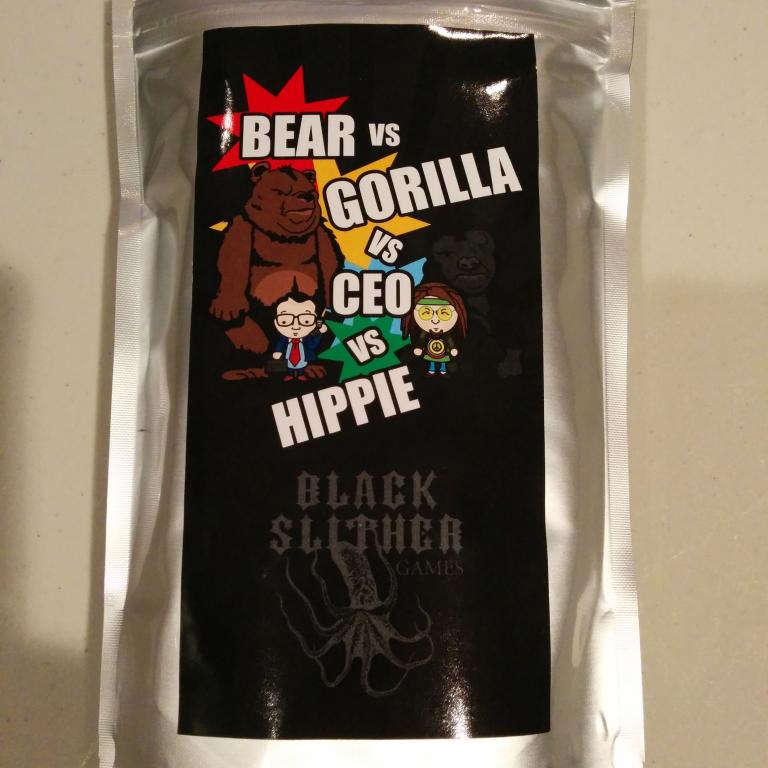 BEAR VS
GORILLA
VS
CEO
VS
HIPPIE
BLACK
SLITHER
GAMES